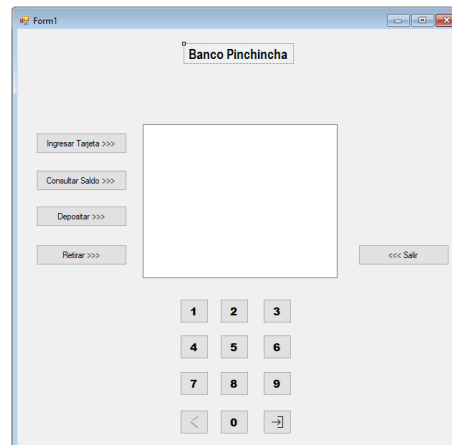 Form1
Banco Pinchincha
Ingresar Tarjeta >>>
Consultar Saldo >>>
Depositar >>>
Retirar >>>
<<< Salir
1 2 3
4 5 6
7 8 9
< 0